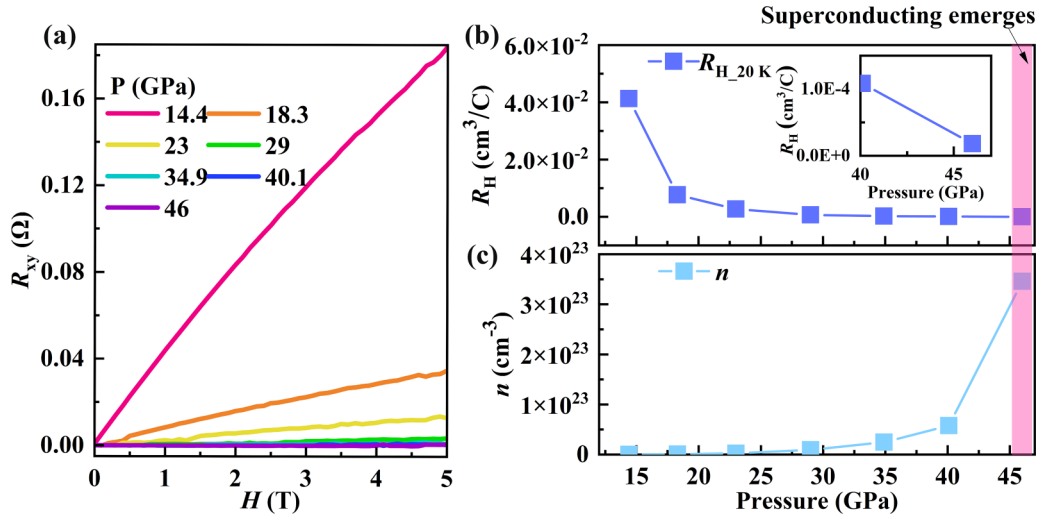 Superconducting emerges
(a)
P (GPa)
14.4 18.3
23 29
34.9 40.1
46
0.16
0.12
0.08
0.04
0.00
R_xy (Ω)
0 1 2 3 4 5
H (T)
(b)
R_H_20 K
6.0×10^-2
4.0×10^-2
2.0×10^-2
0.0
R_H (cm^3/C)
1.0E-4
0.0E+0
R_H (cm^3/C)
40 45
Pressure (GPa)
(c)
n
4×10^23
3×10^23
2×10^23
1×10^23
0
n (cm^-3)
15 20 25 30 35 40 45
Pressure (GPa)